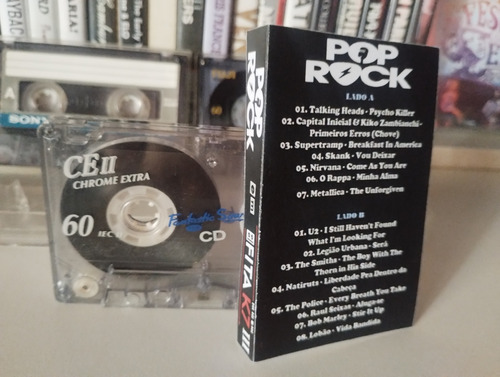 POP
ROCK
LADO A
01. Talking Heads - Psycho Killer
02. Capital Inicial & Kiko Zambianchi -
Primeiros Erros (Chove)
03. Supertramp - Breakfast In America
04. Skank - Vou Deixar
05. Nirvana - Come As You Are
06. O Rappa - Minha Alma
07. Metallica - The Unforgiven
LADO B
01. U2 - I Still Haven't Found
What I'm Looking For
02. Legião Urbana - Será
03. The Smiths - The Boy With The
Thorn in His Side
04. Natiruts - Liberdade Pra Dentro da
Cabeça
05. The Police - Every Breath You Take
06. Raul Seixas - Aluga-se
07. Bob Marley - Stir It Up
08. Lobão - Vida Bandida
POP
ROCK
FITA K7
CE II
CHROME EXTRA
60
IEC II
CD
A
SONY
60